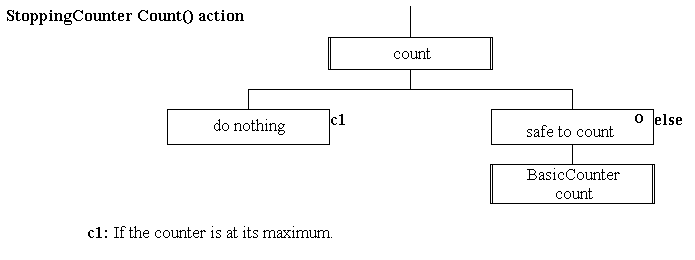 StoppingCounter Count() action
count
do nothing
c1
o
else
safe to count
BasicCounter
count
c1: If the counter is at its maximum.